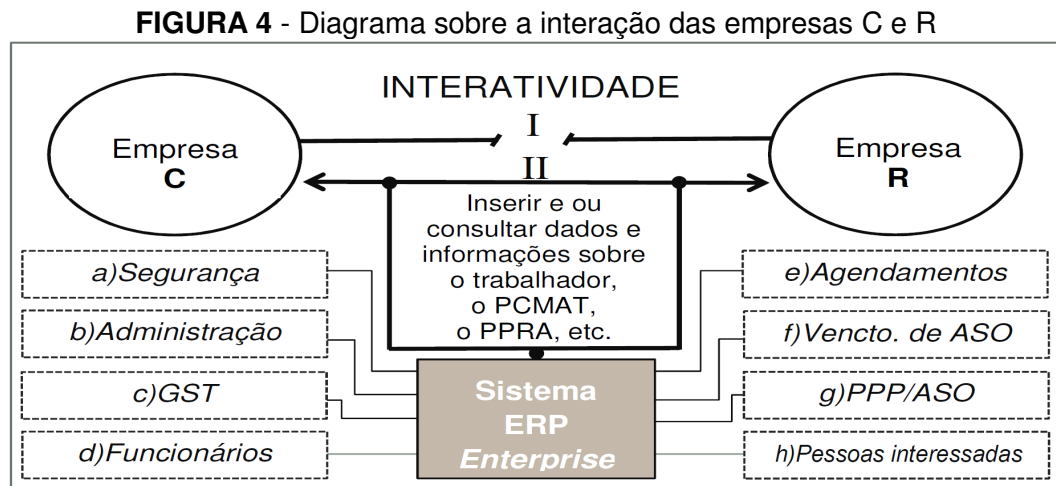 FIGURA 4 - Diagrama sobre a interação das empresas C e R
INTERATIVIDADE
I
II
Empresa
C
Empresa
R
Inserir e ou
consultar dados e
informações sobre
o trabalhador,
o PCMAT,
o PPRA, etc.
a)Segurança
b)Administração
c)GST
d)Funcionários
Sistema
ERP
Enterprise
e)Agendamentos
f)Vencto. de ASO
g)PPP/ASO
h)Pessoas interessadas